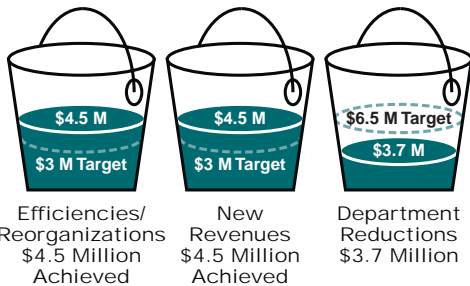 $4.5 M
$3 M Target
Efficiencies/
Reorganizations
$4.5 Million
Achieved
$4.5 M
$3 M Target
New
Revenues
$4.5 Million
Achieved
$6.5 M Target
$3.7 M
Department
Reductions
$3.7 Million